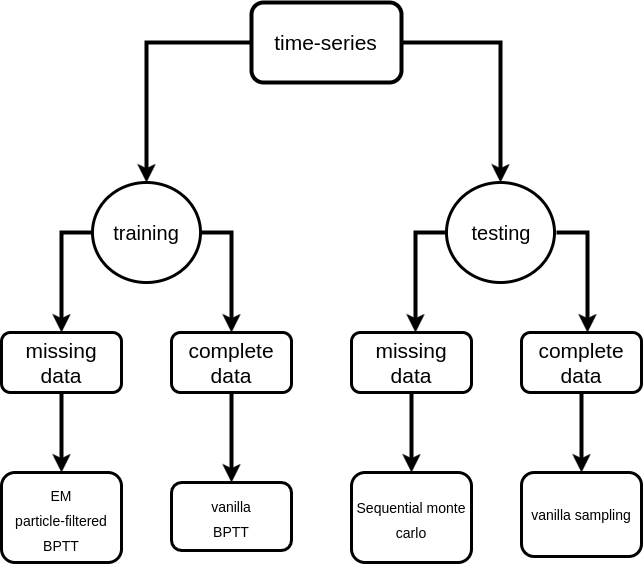 time-series
training
testing
missing
data
complete
data
missing
data
complete
data
EM
particle-filtered
BPTT
vanilla
BPTT
Sequential monte
carlo
vanilla sampling